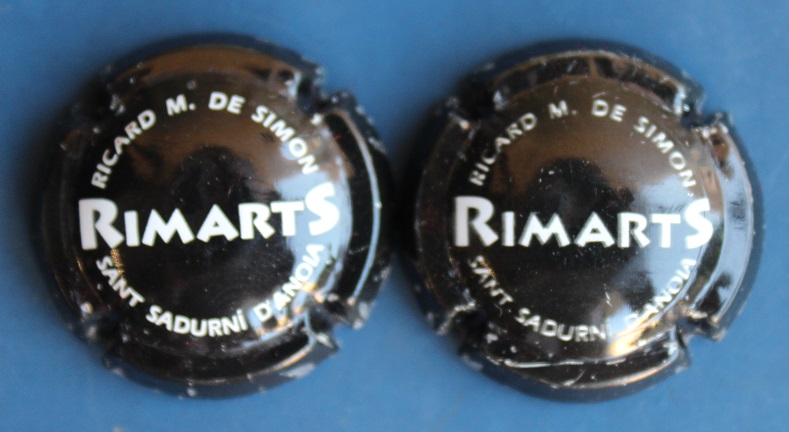 RICARD M. DE SIMON
RIMARTS
SANT SADURNÍ D'ANOIA
RICARD M. DE SIMON
RIMARTS
SANT SADURNÍ D'ANOIA